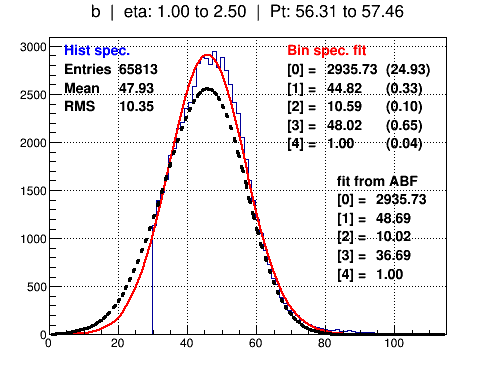 b | eta: 1.00 to 2.50 | Pt: 56.31 to 57.46
Hist spec.
Entries 65813
Mean 47.93
RMS 10.35
Bin spec. fit
[0] = 2935.73 (24.93)
[1] = 44.82 (0.33)
[2] = 10.59 (0.10)
[3] = 48.02 (0.65)
[4] = 1.00 (0.04)
fit from ABF
[0] = 2935.73
[1] = 48.69
[2] = 10.02
[3] = 36.69
[4] = 1.00
3000
2500
2000
1500
1000
500
0
0 20 40 60 80 100